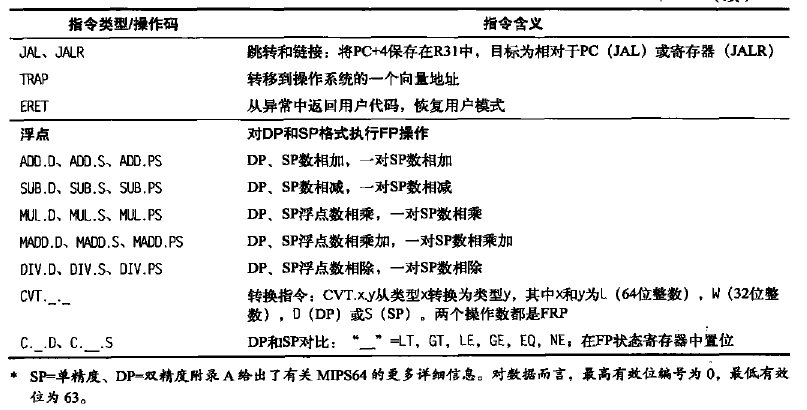 指令类型/操作码 指令含义
JAL、JALR 跳转和链接：将PC+4保存在R31中，目标为相对于PC（JAL）或寄存器（JALR）
TRAP 转移到操作系统的一个向量地址
ERET 从异常中返回用户代码，恢复用户模式
浮点 对DP和SP格式执行FP操作
ADD.D、ADD.S、ADD.PS DP、SP数相加，一对SP数相加
SUB.D、SUB.S、SUB.PS DP、SP数相减，一对SP数相减
MUL.D、MUL.S、MUL.PS DP、SP浮点数相乘，一对SP数相乘
MADD.D、MADD.S、MADD.PS DP、SP浮点数相乘加，一对SP数相乘加
DIV.D、DIV.S、DIV.PS DP、SP浮点数相除，一对SP数相除
CVT._._ 转换指令：CVT.x.y从类型x转换为类型y，其中x和y为L（64位整数），W（32位整
数），D（DP）或S（SP）。两个操作数都是FRP
C._.D、C._.S DP和SP对比：“_”=LT，GT，LE，GE，EQ，NE；在FP状态寄存器中置位
* SP=单精度、DP=双精度附录 A 给出了有关 MIPS64 的更多详细信息。对数据而言，最高有效位编号为 0，最低有效
位为 63。